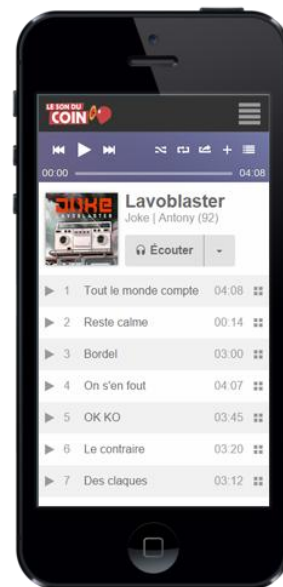 LE SON DU
COIN
00:00 04:08
JOKE
LAVOBLASTER
Lavoblaster
Joke | Antony (92)
Écouter
1 Tout le monde compte 04:08
2 Reste calme 00:14
3 Bordel 03:00
4 On s'en fout 04:07
5 OK KO 03:45
6 Le contraire 03:20
7 Des claques 03:12